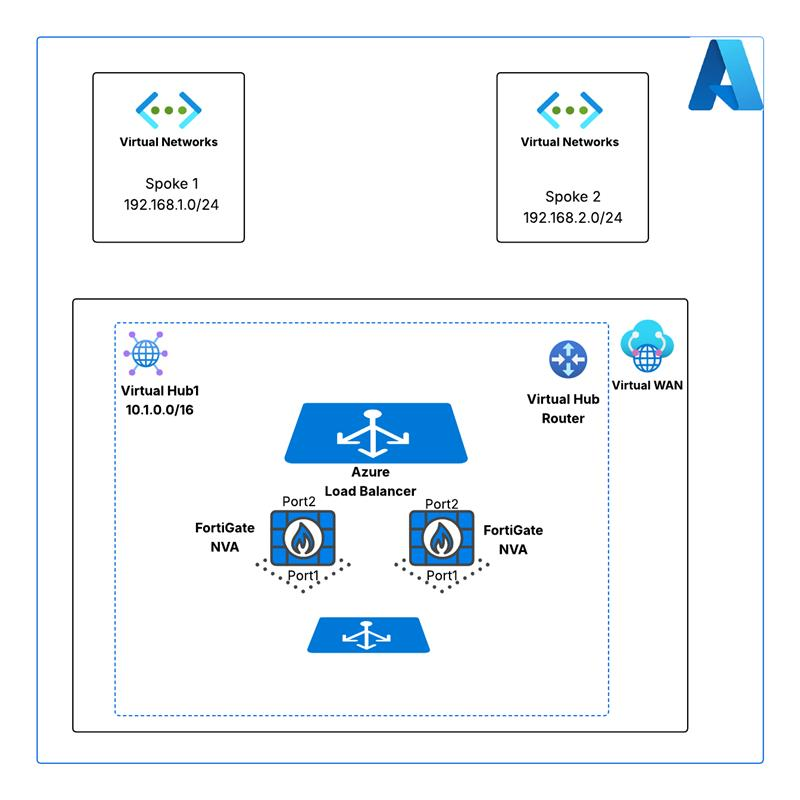 Virtual Networks
Spoke 1
192.168.1.0/24
Virtual Networks
Spoke 2
192.168.2.0/24
Virtual Hub1
10.1.0.0/16
Virtual Hub
Router
Virtual WAN
Azure
Load Balancer
Port2
FortiGate
NVA
Port1
Port2
FortiGate
NVA
Port1